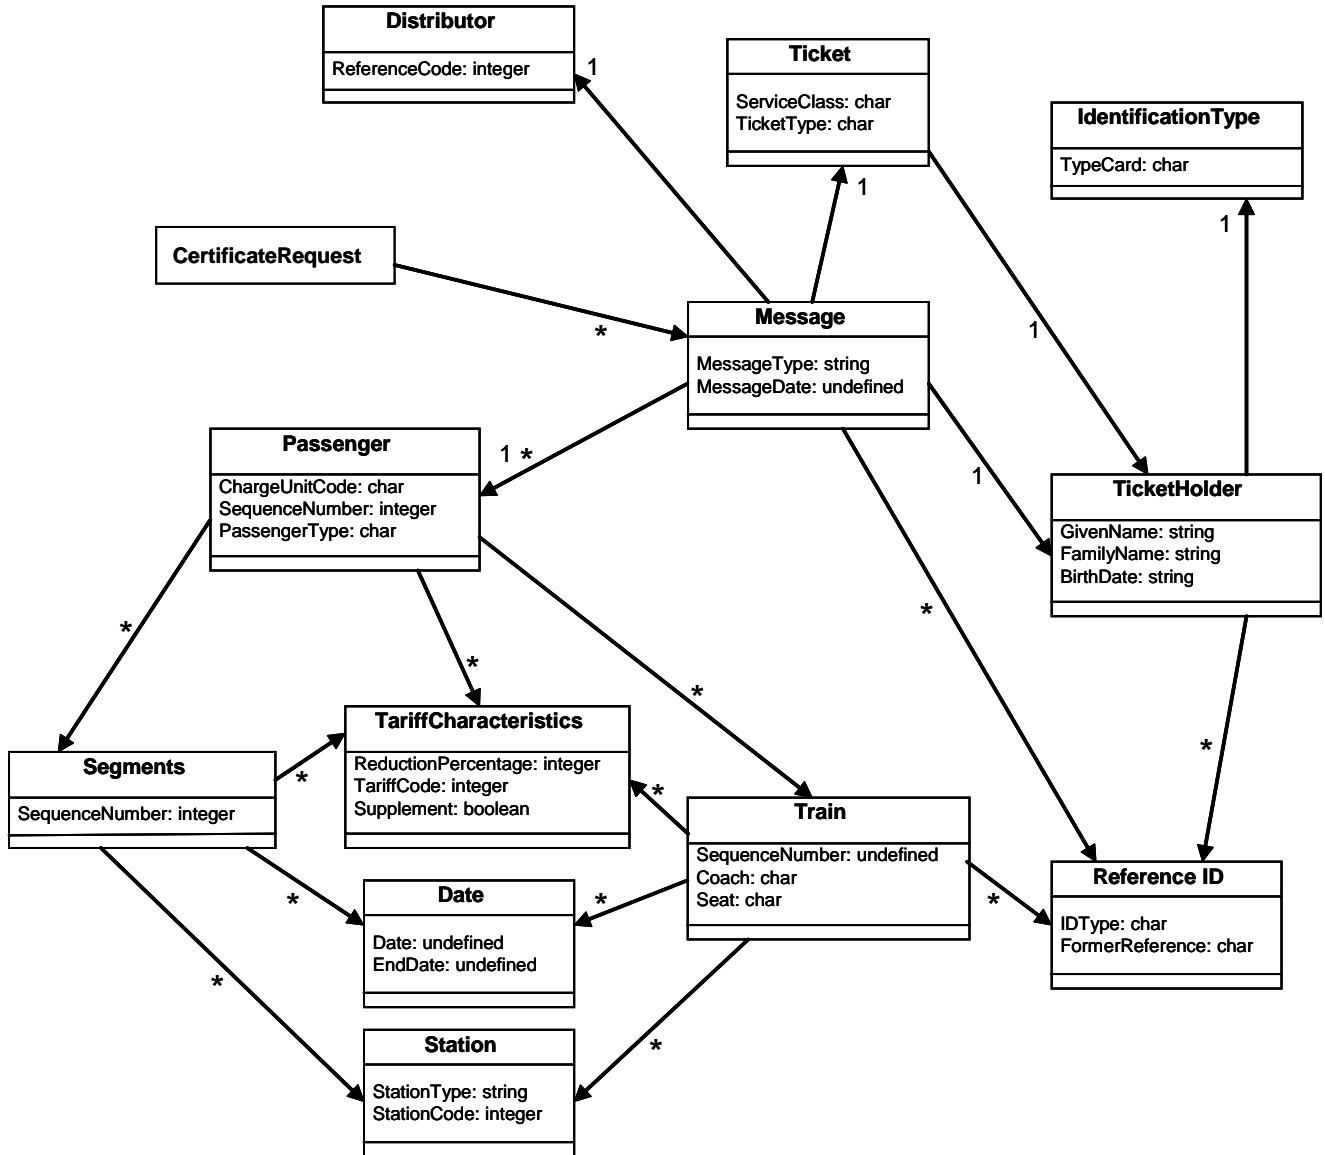 Distributor
ReferenceCode: integer
1
Ticket
ServiceClass: char
TicketType: char
1
IdentificationType
TypeCard: char
1
CertificateRequest
*
Message
MessageType: string
MessageDate: undefined
1
1
Passenger
ChargeUnitCode: char
SequenceNumber: integer
PassengerType: char
1 *
TicketHolder
GivenName: string
FamilyName: string
BirthDate: string
*
*
*
*
*
TariffCharacteristics
ReductionPercentage: integer
TariffCode: integer
Supplement: boolean
Segments
SequenceNumber: integer
*
*
Train
SequenceNumber: undefined
Coach: char
Seat: char
Reference ID
IDType: char
FormerReference: char
*
Date
Date: undefined
EndDate: undefined
*
*
*
Station
StationType: string
StationCode: integer
*